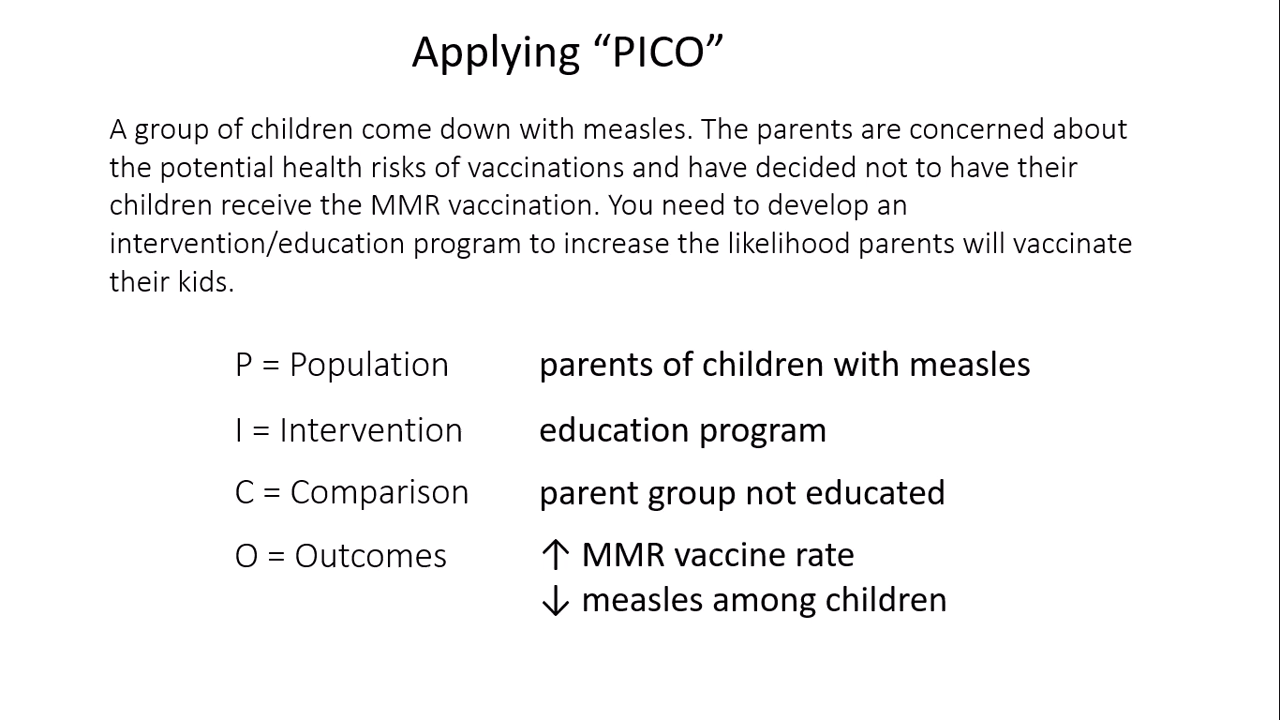 Applying “PICO”
A group of children come down with measles. The parents are concerned about
the potential health risks of vaccinations and have decided not to have their
children receive the MMR vaccination. You need to develop an
intervention/education program to increase the likelihood parents will vaccinate
their kids.
P = Population parents of children with measles
I = Intervention education program
C = Comparison parent group not educated
O = Outcomes ↑ MMR vaccine rate
↓ measles among children